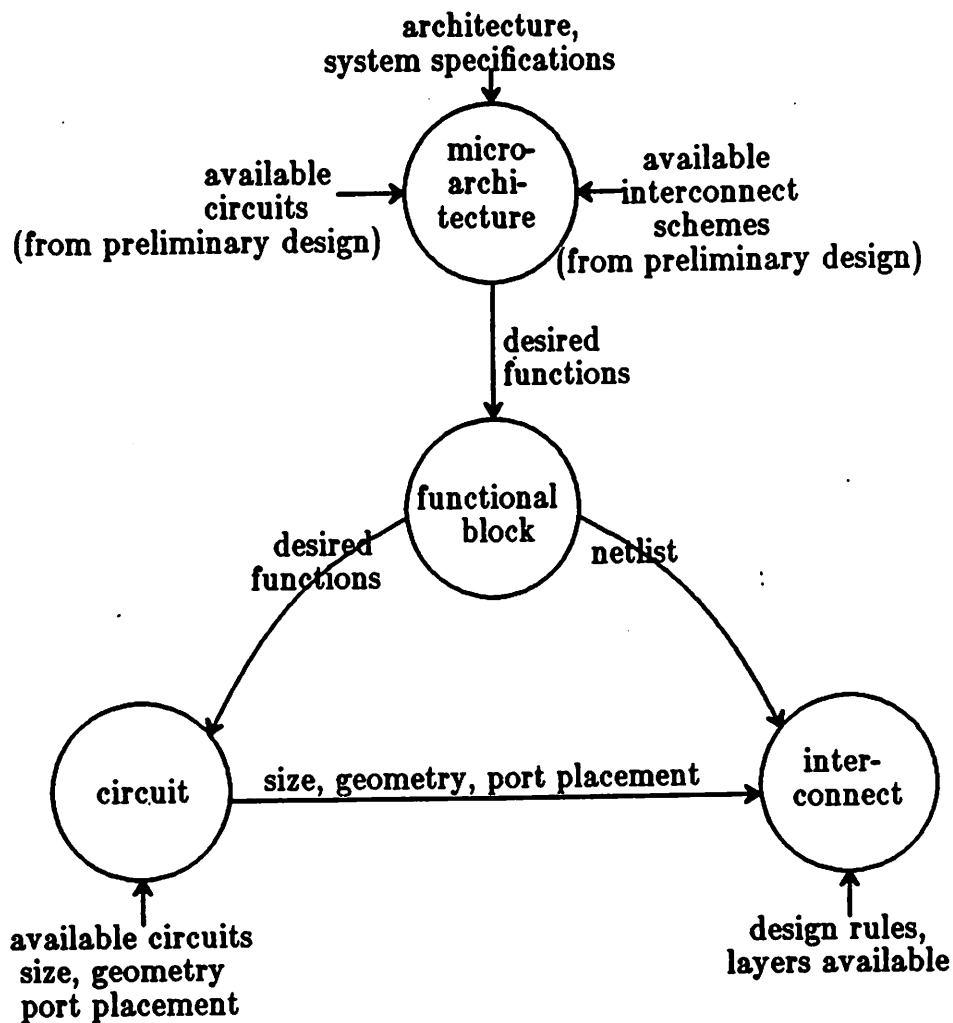 architecture,
system specifications
micro-
archi-
tecture
available
circuits
(from preliminary design)
available
interconnect
schemes
(from preliminary design)
desired
functions
functional
block
desired
functions
netlist
circuit
size, geometry, port placement
inter-
connect
available circuits
size, geometry
port placement
design rules,
layers available